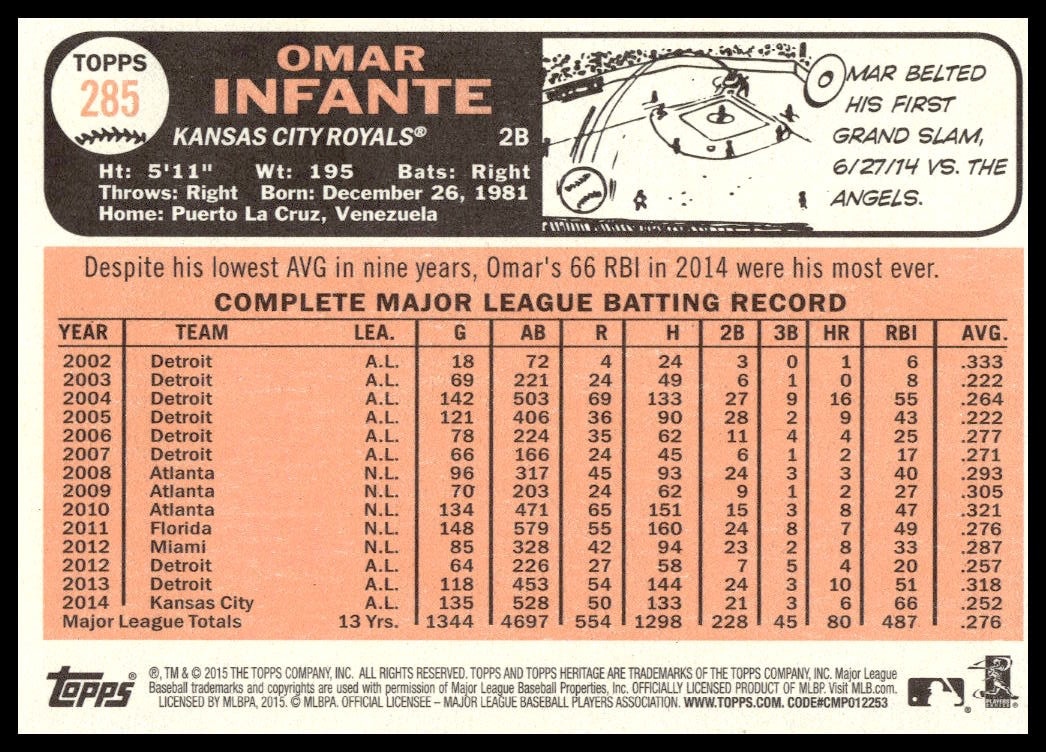 TOPPS
285
OMAR
INFANTE
KANSAS CITY ROYALS® 2B
Ht: 5'11" Wt: 195 Bats: Right
Throws: Right Born: December 26, 1981
Home: Puerto La Cruz, Venezuela
OMAR BELTED
HIS FIRST
GRAND SLAM,
6/27/14 VS. THE
ANGELS.
Despite his lowest AVG in nine years, Omar's 66 RBI in 2014 were his most ever.
COMPLETE MAJOR LEAGUE BATTING RECORD
YEAR TEAM LEA. G AB R H 2B 3B HR RBI AVG.
2002 Detroit A.L. 18 72 4 24 3 0 1 6 .333
2003 Detroit A.L. 69 221 24 49 6 1 0 8 .222
2004 Detroit A.L. 142 503 69 133 27 9 16 55 .264
2005 Detroit A.L. 121 406 36 90 28 2 9 43 .222
2006 Detroit A.L. 78 224 35 62 11 4 4 25 .277
2007 Detroit A.L. 66 166 24 45 6 1 2 17 .271
2008 Atlanta N.L. 96 317 45 93 24 3 3 40 .293
2009 Atlanta N.L. 70 203 24 62 9 1 2 27 .305
2010 Atlanta N.L. 134 471 65 151 15 3 8 47 .321
2011 Florida N.L. 148 579 55 160 24 8 7 49 .276
2012 Miami N.L. 85 328 42 94 23 2 8 33 .287
2012 Detroit A.L. 64 226 27 58 7 5 4 20 .257
2013 Detroit A.L. 118 453 54 144 24 3 10 51 .318
2014 Kansas City A.L. 135 528 50 133 21 3 6 66 .252
Major League Totals 13 Yrs. 1344 4697 554 1298 228 45 80 487 .276
topps®
®, TM & © 2015 THE TOPPS COMPANY, INC. ALL RIGHTS RESERVED. TOPPS AND TOPPS HERITAGE ARE TRADEMARKS OF THE TOPPS COMPANY, INC. Major League
Baseball trademarks and copyrights are used with permission of Major League Baseball Properties, Inc. OFFICIALLY LICENSED PRODUCT OF MLBP. Visit MLB.com.
LICENSED BY MLBPA, 2015. © MLBPA. OFFICIAL LICENSEE – MAJOR LEAGUE BASEBALL PLAYERS ASSOCIATION. WWW.TOPPS.COM. CODE#CMP012253